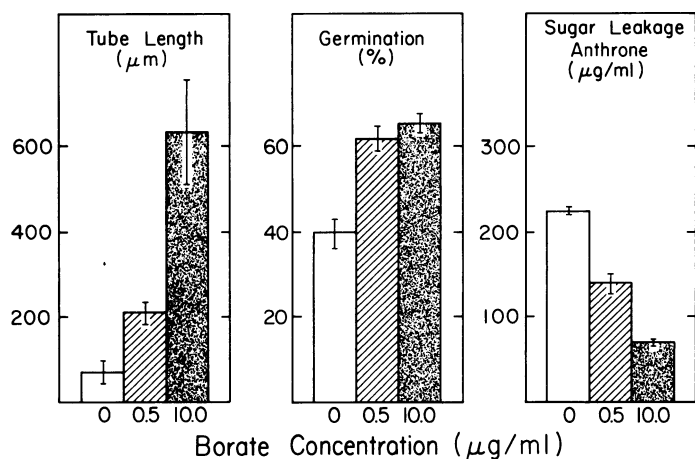 Tube Length
(μm)
600
400
200
0 0.5 10.0
Germination
(%)
60
40
20
0 0.5 10.0
Sugar Leakage
Anthrone
(μg/ml)
300
200
100
0 0.5 10.0
Borate Concentration (μg/ml)